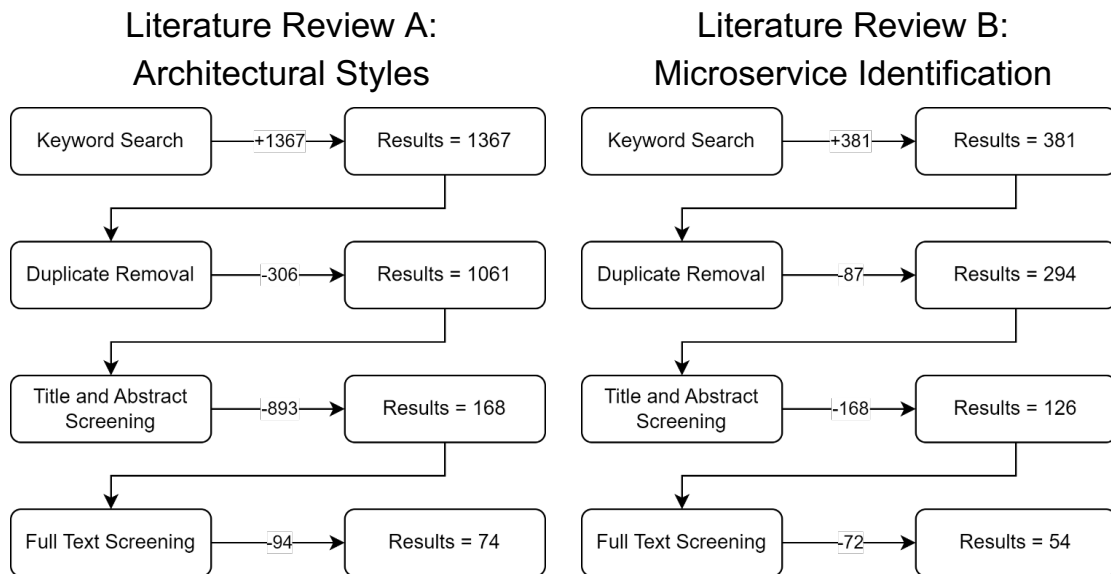 Literature Review A:
Architectural Styles
Keyword Search
+1367
Results = 1367
Duplicate Removal
-306
Results = 1061
Title and Abstract
Screening
-893
Results = 168
Full Text Screening
-94
Results = 74
Literature Review B:
Microservice Identification
Keyword Search
+381
Results = 381
Duplicate Removal
-87
Results = 294
Title and Abstract
Screening
-168
Results = 126
Full Text Screening
-72
Results = 54